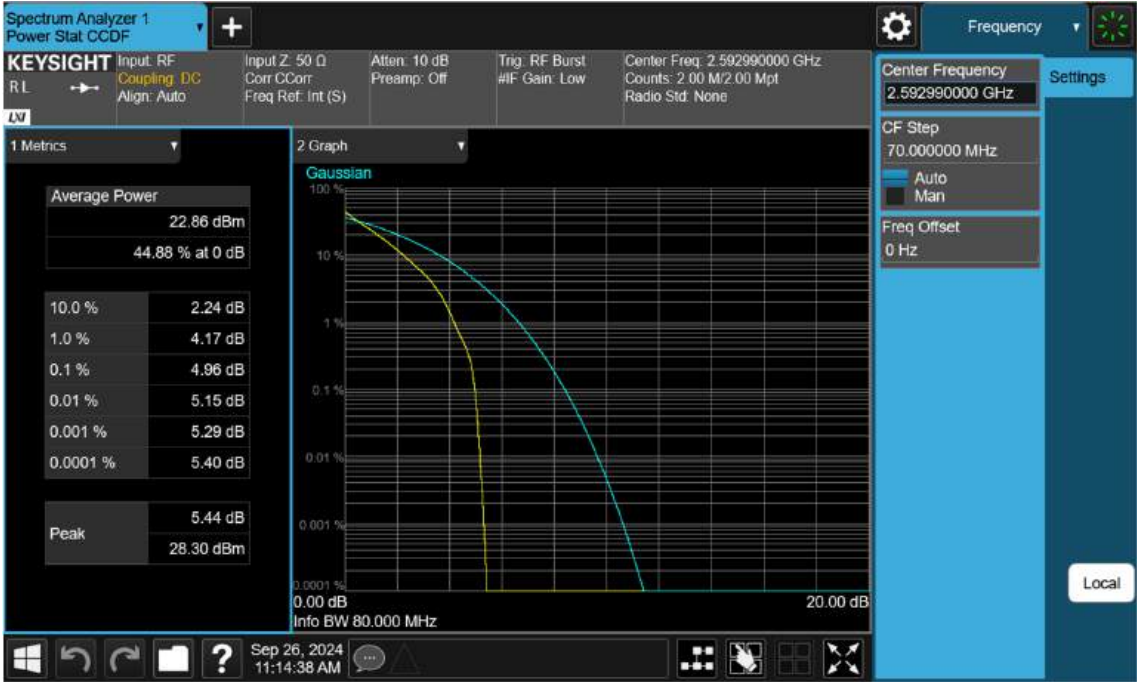 Spectrum Analyzer 1
Power Stat CCDF
+
Frequency
KEYSIGHT
R L
LXI
Input: RF
Coupling: DC
Align: Auto
Input Z: 50 Ω
Corr CCorr
Freq Ref: Int (S)
Atten: 10 dB
Preamp: Off
Trig: RF Burst
#IF Gain: Low
Center Freq: 2.592990000 GHz
Counts: 2.00 M/2.00 Mpt
Radio Std: None
Center Frequency
2.592990000 GHz
Settings
CF Step
70.000000 MHz
Auto
Man
Freq Offset
0 Hz
1 Metrics
Average Power
22.86 dBm
44.88 % at 0 dB
10.0 % 2.24 dB
1.0 % 4.17 dB
0.1 % 4.96 dB
0.01 % 5.15 dB
0.001 % 5.29 dB
0.0001 % 5.40 dB
Peak
5.44 dB
28.30 dBm
2 Graph
Gaussian
100 %
10 %
1 %
0.1 %
0.01 %
0.001 %
0.0001 %
0.00 dB 20.00 dB
Info BW 80.000 MHz
Local
?
Sep 26, 2024
11:14:38 AM